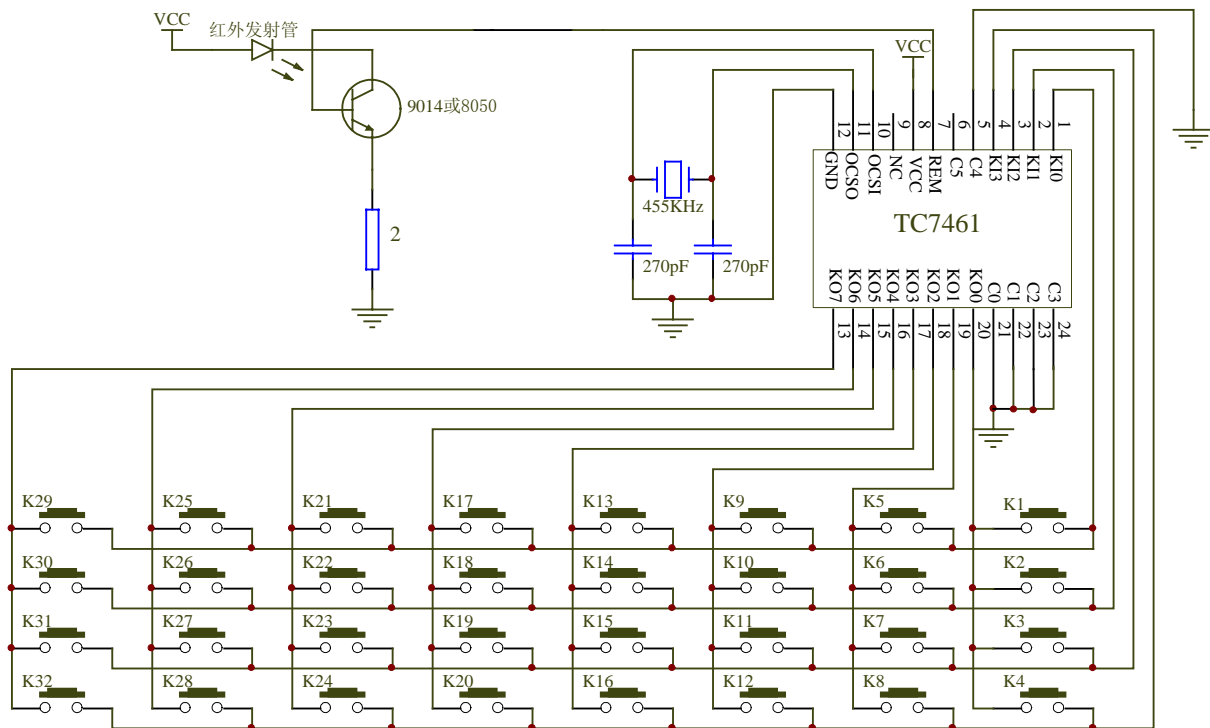 VCC
红外发射管
9014或8050
2
455KHz
270pF
270pF
VCC
12
11
10
9
8
7
6
5
4
3
2
1
GND
OCSO
OCSI
NC
VCC
REM
C5
C4
KI3
KI2
KI1
KI0
TC7461
KO7
KO6
KO5
KO4
KO3
KO2
KO1
KO0
C0
C1
C2
C3
13
14
15
16
17
18
19
20
21
22
23
24
K29
K25
K21
K17
K13
K9
K5
K1
K30
K26
K22
K18
K14
K10
K6
K2
K31
K27
K23
K19
K15
K11
K7
K3
K32
K28
K24
K20
K16
K12
K8
K4